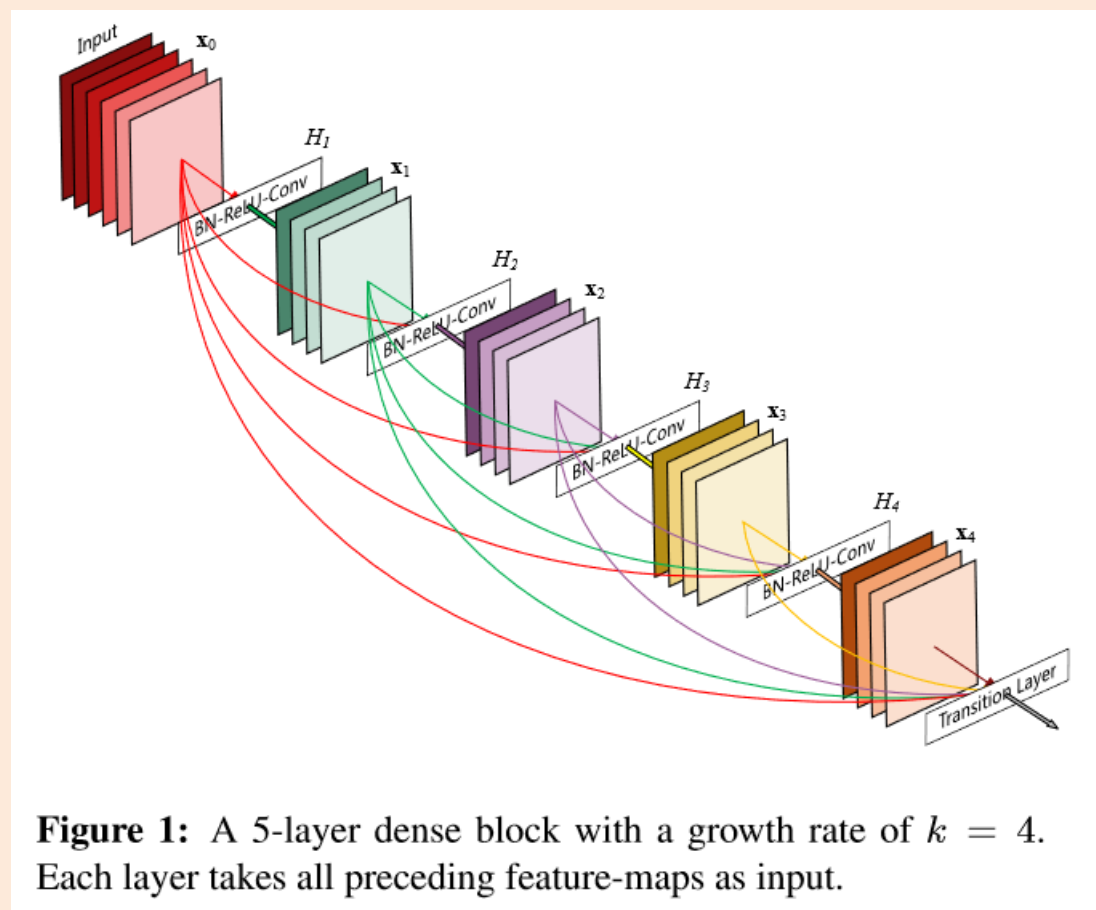 Input
x0
H1
BN-ReLU-Conv
x1
H2
BN-ReLU-Conv
x2
H3
BN-ReLU-Conv
x3
H4
BN-ReLU-Conv
x4
Transition Layer
Figure 1: A 5-layer dense block with a growth rate of k = 4.
Each layer takes all preceding feature-maps as input.